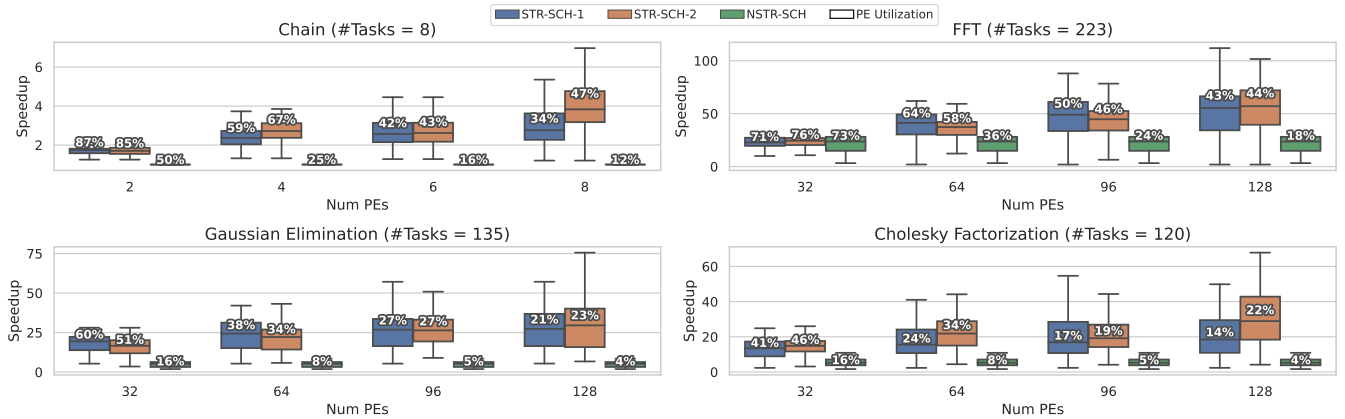 STR-SCH-1 STR-SCH-2 NSTR-SCH PE Utilization
Chain (#Tasks = 8)
Speedup
6
4
2
87% 85% 50% 59% 67% 25% 42% 43% 16% 34% 47% 12%
2 4 6 8
Num PEs
FFT (#Tasks = 223)
Speedup
100
50
0
71% 76% 73% 64% 58% 36% 50% 46% 24% 43% 44% 18%
32 64 96 128
Num PEs
Gaussian Elimination (#Tasks = 135)
Speedup
75
50
25
0
60% 51% 16% 38% 34% 8% 27% 27% 5% 21% 23% 4%
32 64 96 128
Num PEs
Cholesky Factorization (#Tasks = 120)
Speedup
60
40
20
0
41% 46% 16% 24% 34% 8% 17% 19% 5% 14% 22% 4%
32 64 96 128
Num PEs